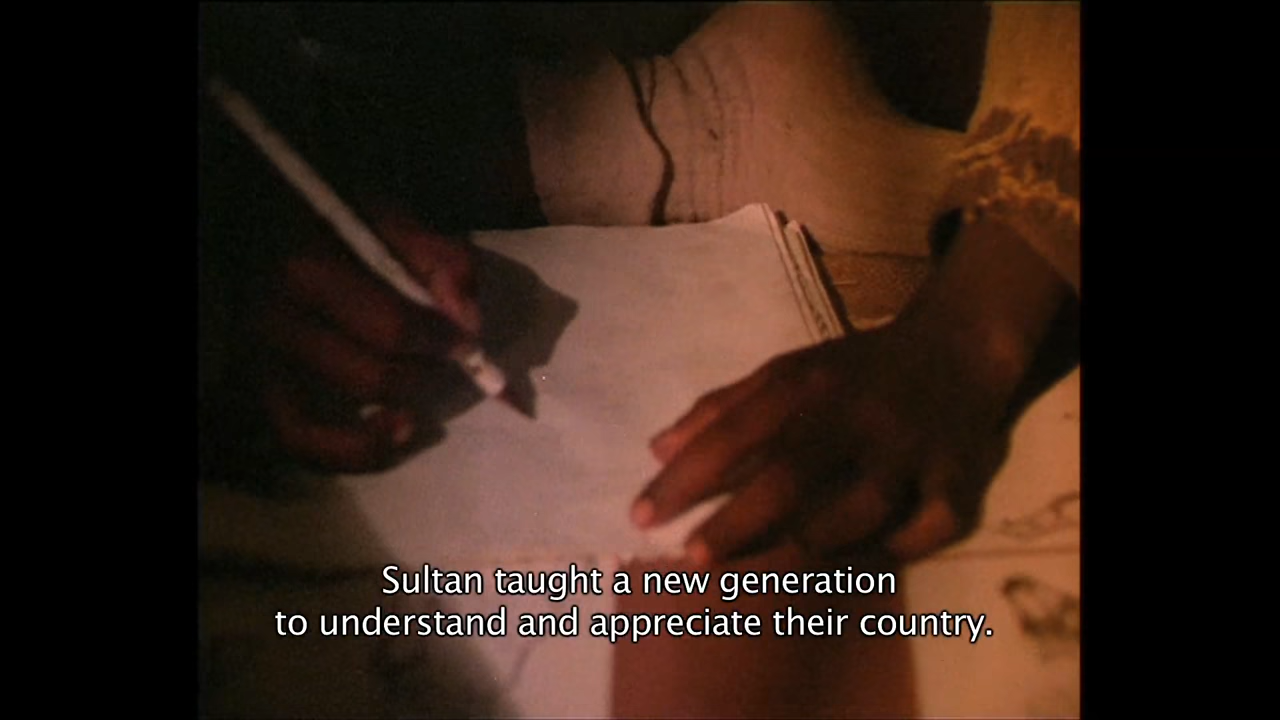 Sultan taught a new generation
to understand and appreciate their country.